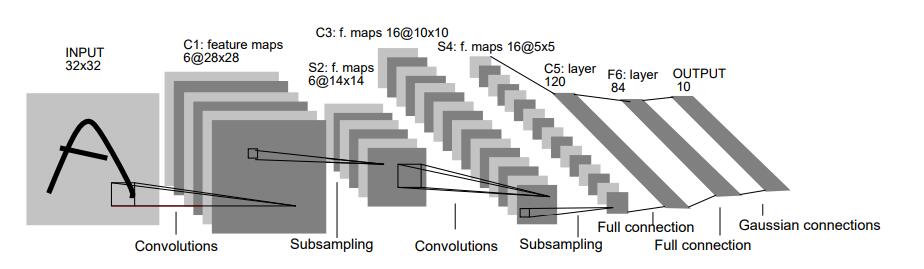 INPUT
32x32
C1: feature maps
6@28x28
S2: f. maps
6@14x14
C3: f. maps 16@10x10
S4: f. maps 16@5x5
C5: layer
120
F6: layer
84
OUTPUT
10
Convolutions
Subsampling
Convolutions
Subsampling
Full connection
Full connection
Gaussian connections